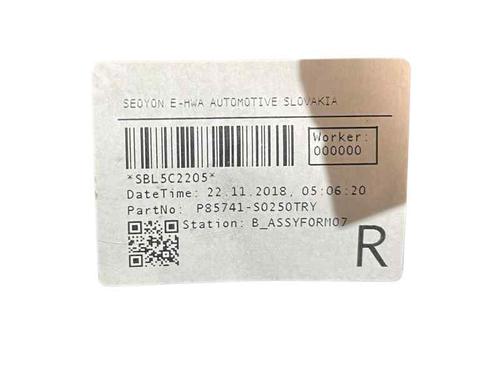 SEOYON E-HWA AUTOMOTIVE SLOVAKIA
Worker:
000000
*SBL5C2205*
DateTime: 22.11.2018, 05:06:20
PartNo: P85741-S0250TRY
Station: B_ASSYFORM07
R